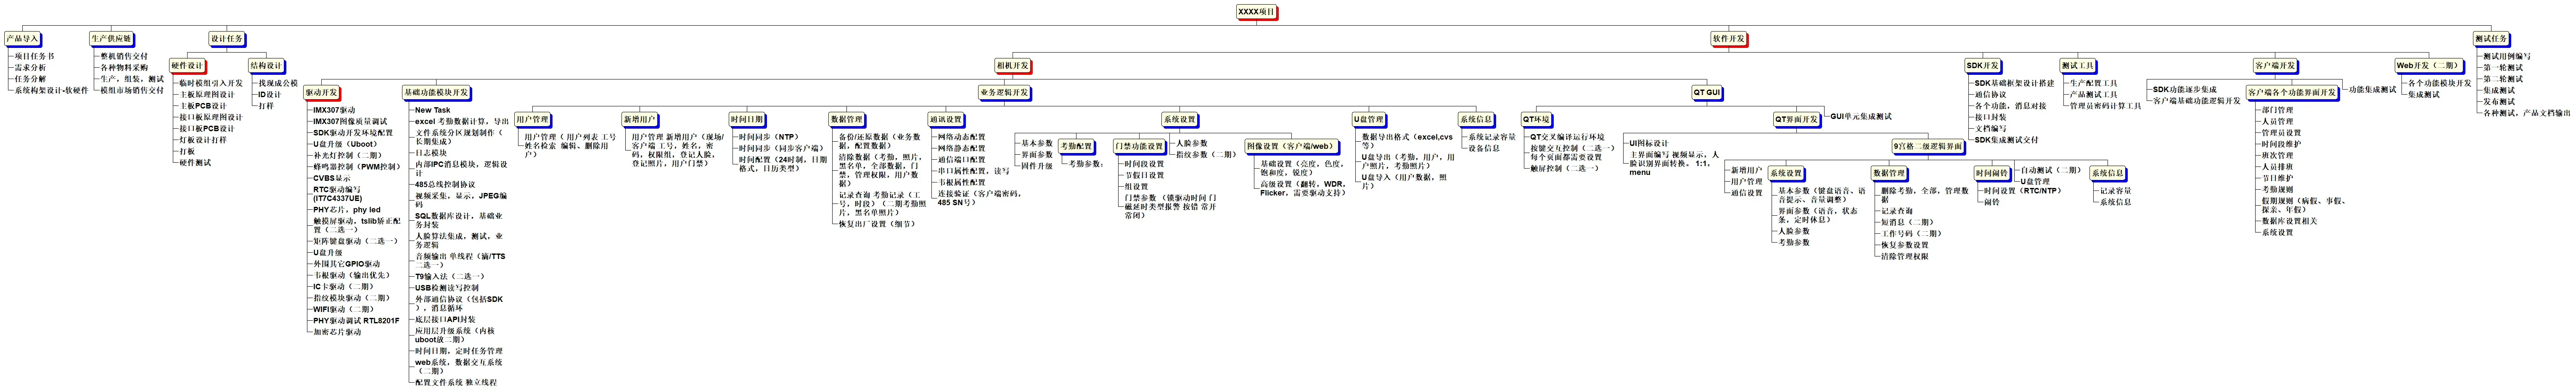 XXXX项目
产品导入
项目任务书
需求分析
任务分解
系统构架设计-软硬件
生产供应链
整机销售交付
各种物料采购
生产，组装，测试
模组市场销售交付
设计任务
硬件设计
临时模组引入开发
主板原理图设计
主板PCB设计
接口板原理图设计
接口板PCB设计
灯板设计打样
打板
硬件测试
结构设计
找现成公模
ID设计
打样
软件开发
相机开发
驱动开发
IMX307驱动
IMX307图像质量调试
SDK驱动开发环境配置
U盘升级（Uboot）
补光灯控制（二期）
蜂鸣器控制（PWM控制）
CVBS显示
RTC驱动编写
(IT7C4337UE)
PHY芯片，phy led
触摸屏驱动，tslib矫正配
置（二选一）
矩阵键盘驱动（二选一）
U盘升级
外围其它GPIO驱动
韦根驱动（输出优先）
IC卡驱动（二期）
指纹模块驱动（二期）
WIFI驱动（二期）
PHY驱动调试 RTL8201F
加密芯片驱动
基础功能模块开发
New Task
excel 考勤数据计算，导出
文件系统分区规划制作（
长期集成）
日志模块
内部IPC消息模块，逻辑设
计
485总线控制协议
视频采集，显示，JPEG编
码
SQL数据库设计，基础业
务封装
人脸算法集成，测试，业
务逻辑
音频输出 单线程（嫡/TTS
二选一）
T9输入法（二选一）
USB检测读写控制
外部通信协议（包括SDK
），消息循环
底层接口API封装
应用层升级系统（内核
uboot放二期）
时间日期，定时任务管理
web系统，数据交互系统
（二期）
配置文件系统 独立线程
业务逻辑开发
用户管理
用户管理（ 用户列表 工号
姓名检索 编辑、删除用
户）
新增用户
用户管理 新增用户（现场/
客户端 工号，姓名，密
码，权限组，登记人脸，
登记照片，用户门禁）
时间日期
时间同步（NTP）
时间同步（同步客户端）
时间配置（24时制，日期
格式，日历类型）
数据管理
备份/还原数据（业务数
据，配置数据）
清除数据（考勤，照片，
黑名单，全部数据，门
禁，管理权限，用户数
据）
记录查询 考勤记录（工
号，时段）（二期考勤照
片，黑名单照片）
恢复出厂设置（细节）
通讯设置
网络动态配置
网络静态配置
通信端口配置
串口属性配置，读写
韦根属性配置
连接验证（客户端密码，
485 SN号）
系统设置
基本参数
界面参数
固件升级
考勤配置
考勤参数：
门禁功能设置
时间段设置
节假日设置
组设置
门禁参数 （锁驱动时间 门
磁延时类型报警 按错 常开
常闭）
人脸参数
指纹参数（二期）
图像设置（客户端/web）
基础设置（亮度，色度，
饱和度，锐度）
高级设置（翻转，WDR，
Flicker，需要驱动支持）
U盘管理
数据导出格式（excel,cvs
等）
U盘导出（考勤，用户，用
户照片，考勤照片）
U盘导入（用户数据，照
片）
系统信息
系统记录容量
设备信息
QT GUI
QT环境
QT交叉编译运行环境
按键交互控制（二选一）
每个页面都需要设置
触屏控制（二选一）
QT界面开发
UI图标设计
主界面编写 视频显示，人
脸识别界面转换。 1:1，
menu
9宫格二级逻辑界面
新增用户
用户管理
通信设置
系统设置
基本参数（键盘语音、语
音提示、音量调整）
界面参数（语音，状态
条，定时休息）
人脸参数
考勤参数
数据管理
删除考勤，全部，管理数
据
记录查询
短消息（二期）
工作号码（二期）
恢复参数设置
清除管理权限
时间闹铃
时间设置（RTC/NTP）
闹铃
自动测试（二期）
U盘管理
系统信息
记录容量
系统信息
GUI单元集成测试
SDK开发
SDK基础框架设计搭建
通信协议
各个功能，消息对接
接口封装
文档编写
SDK集成测试交付
测试工具
生产配置工具
产品测试工具
管理员密码计算工具
客户端开发
SDK功能逐步集成
客户端基础功能逻辑开发
客户端各个功能界面开发
部门管理
人员管理
管理员设置
时间段维护
班次管理
人员排班
节日维护
考勤规则
假期规则（病假、事假、
探亲、年假）
数据库设置相关
系统设置
功能集成测试
Web开发（二期）
各个功能模块开发
集成测试
测试任务
测试用例编写
第一轮测试
第二轮测试
集成测试
发布测试
各种测试，产品文档输出